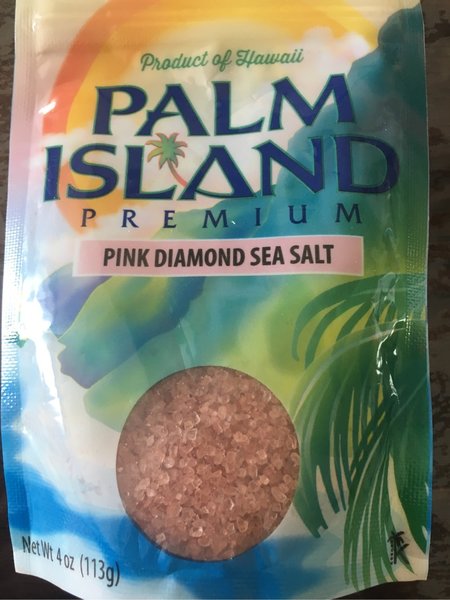 Product of Hawaii
PALM
ISLAND
PREMIUM
PINK DIAMOND SEA SALT
Net Wt 4 oz (113g)